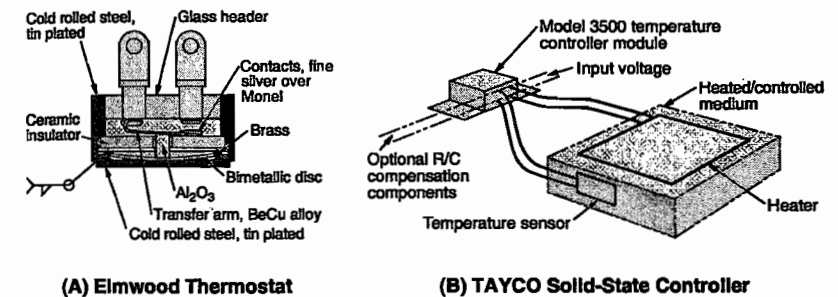 Cold rolled steel,
tin plated
Glass header
Contacts, fine
silver over
Monel
Ceramic
insulator
Brass
Bimetallic disc
Al2O3
Transfer arm, BeCu alloy
Cold rolled steel, tin plated
(A) Elmwood Thermostat
Model 3500 temperature
controller module
Input voltage
Heated/controlled
medium
Optional R/C
compensation
components
Temperature sensor
Heater
(B) TAYCO Solid-State Controller